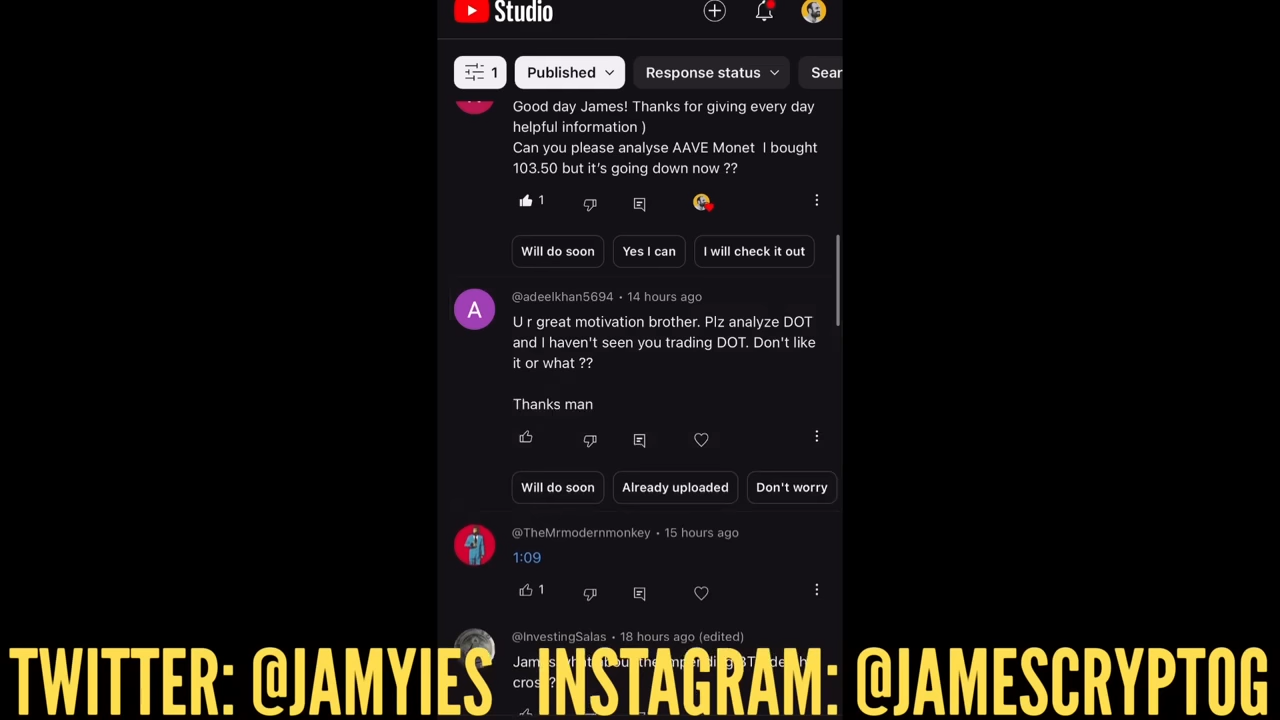 Studio
1
Published
Response status
Sear
Good day James! Thanks for giving every day
helpful information )
Can you please analyse AAVE Monet I bought
103.50 but it's going down now ??
1
Will do soon
Yes I can
I will check it out
A
@adeelkhan5694 • 14 hours ago
U r great motivation brother. Plz analyze DOT
and I haven't seen you trading DOT. Don't like
it or what ??
Thanks man
Will do soon
Already uploaded
Don't worry
@TheMrmodernmonkey • 15 hours ago
1:09
1
@InvestingSalas • 18 hours ago (edited)
TWITTER: @JAMYIES INSTAGRAM: @JAMESCRYPTOG